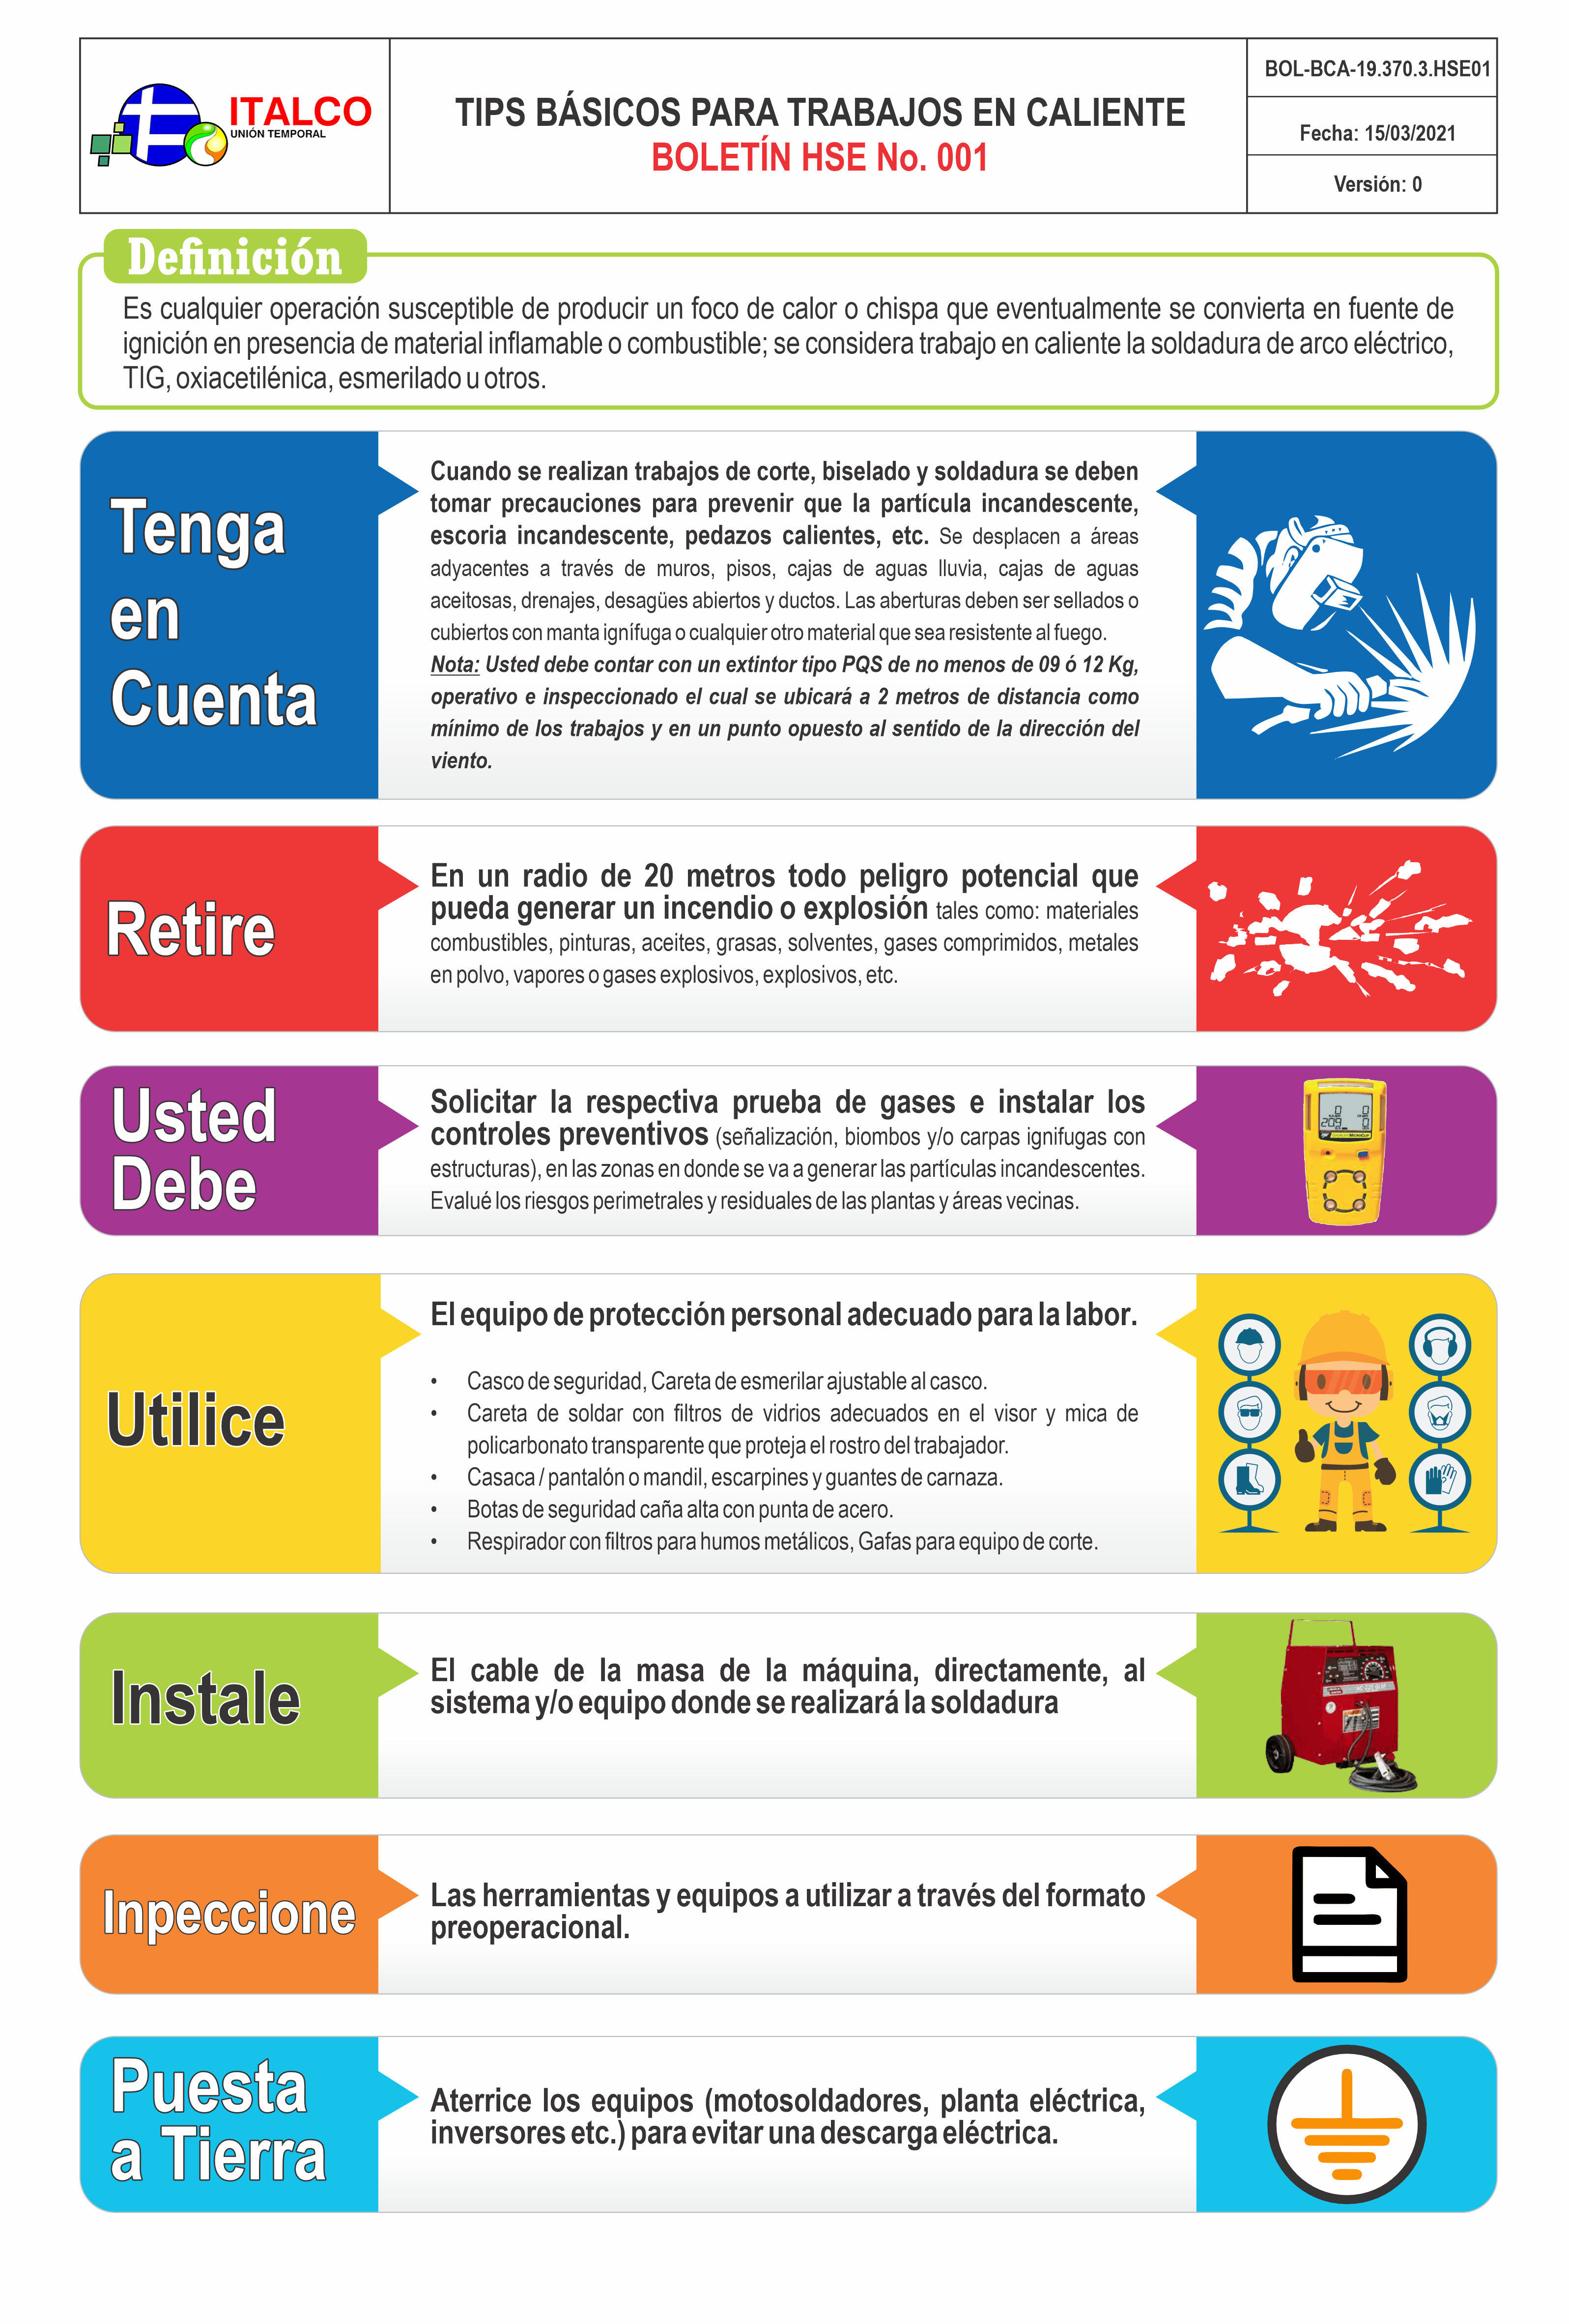 ITALCO
UNIÓN TEMPORAL
TIPS BÁSICOS PARA TRABAJOS EN CALIENTE
BOLETÍN HSE No. 001
BOL-BCA-19.370.3.HSE01
Fecha: 15/03/2021
Versión: 0
Definición
Es cualquier operación susceptible de producir un foco de calor o chispa que eventualmente se convierta en fuente de
ignición en presencia de material inflamable o combustible; se considera trabajo en caliente la soldadura de arco eléctrico,
TIG, oxiacetilénica, esmerilado u otros.
Tenga
en
Cuenta
Cuando se realizan trabajos de corte, biselado y soldadura se deben
tomar precauciones para prevenir que la partícula incandescente,
escoria incandescente, pedazos calientes, etc. Se desplacen a áreas
adyacentes a través de muros, pisos, cajas de aguas lluvia, cajas de aguas
aceitosas, drenajes, desagües abiertos y ductos. Las aberturas deben ser sellados o
cubiertos con manta ignífuga o cualquier otro material que sea resistente al fuego.
Nota: Usted debe contar con un extintor tipo PQS de no menos de 09 ó 12 Kg,
operativo e inspeccionado el cual se ubicará a 2 metros de distancia como
mínimo de los trabajos y en un punto opuesto al sentido de la dirección del
viento.
Retire
En un radio de 20 metros todo peligro potencial que
pueda generar un incendio o explosión tales como: materiales
combustibles, pinturas, aceites, grasas, solventes, gases comprimidos, metales
en polvo, vapores o gases explosivos, explosivos, etc.
Usted
Debe
Solicitar la respectiva prueba de gases e instalar los
controles preventivos (señalización, biombos y/o carpas ignifugas con
estructuras), en las zonas en donde se va a generar las partículas incandescentes.
Evalué los riesgos perimetrales y residuales de las plantas y áreas vecinas.
Utilice
El equipo de protección personal adecuado para la labor.
• Casco de seguridad, Careta de esmerilar ajustable al casco.
• Careta de soldar con filtros de vidrios adecuados en el visor y mica de
policarbonato transparente que proteja el rostro del trabajador.
• Casaca / pantalón o mandil, escarpines y guantes de carnaza.
• Botas de seguridad caña alta con punta de acero.
• Respirador con filtros para humos metálicos, Gafas para equipo de corte.
Instale
El cable de la masa de la máquina, directamente, al
sistema y/o equipo donde se realizará la soldadura
Inpeccione
Las herramientas y equipos a utilizar a través del formato
preoperacional.
Puesta
a Tierra
Aterrice los equipos (motosoldadores, planta eléctrica,
inversores etc.) para evitar una descarga eléctrica.